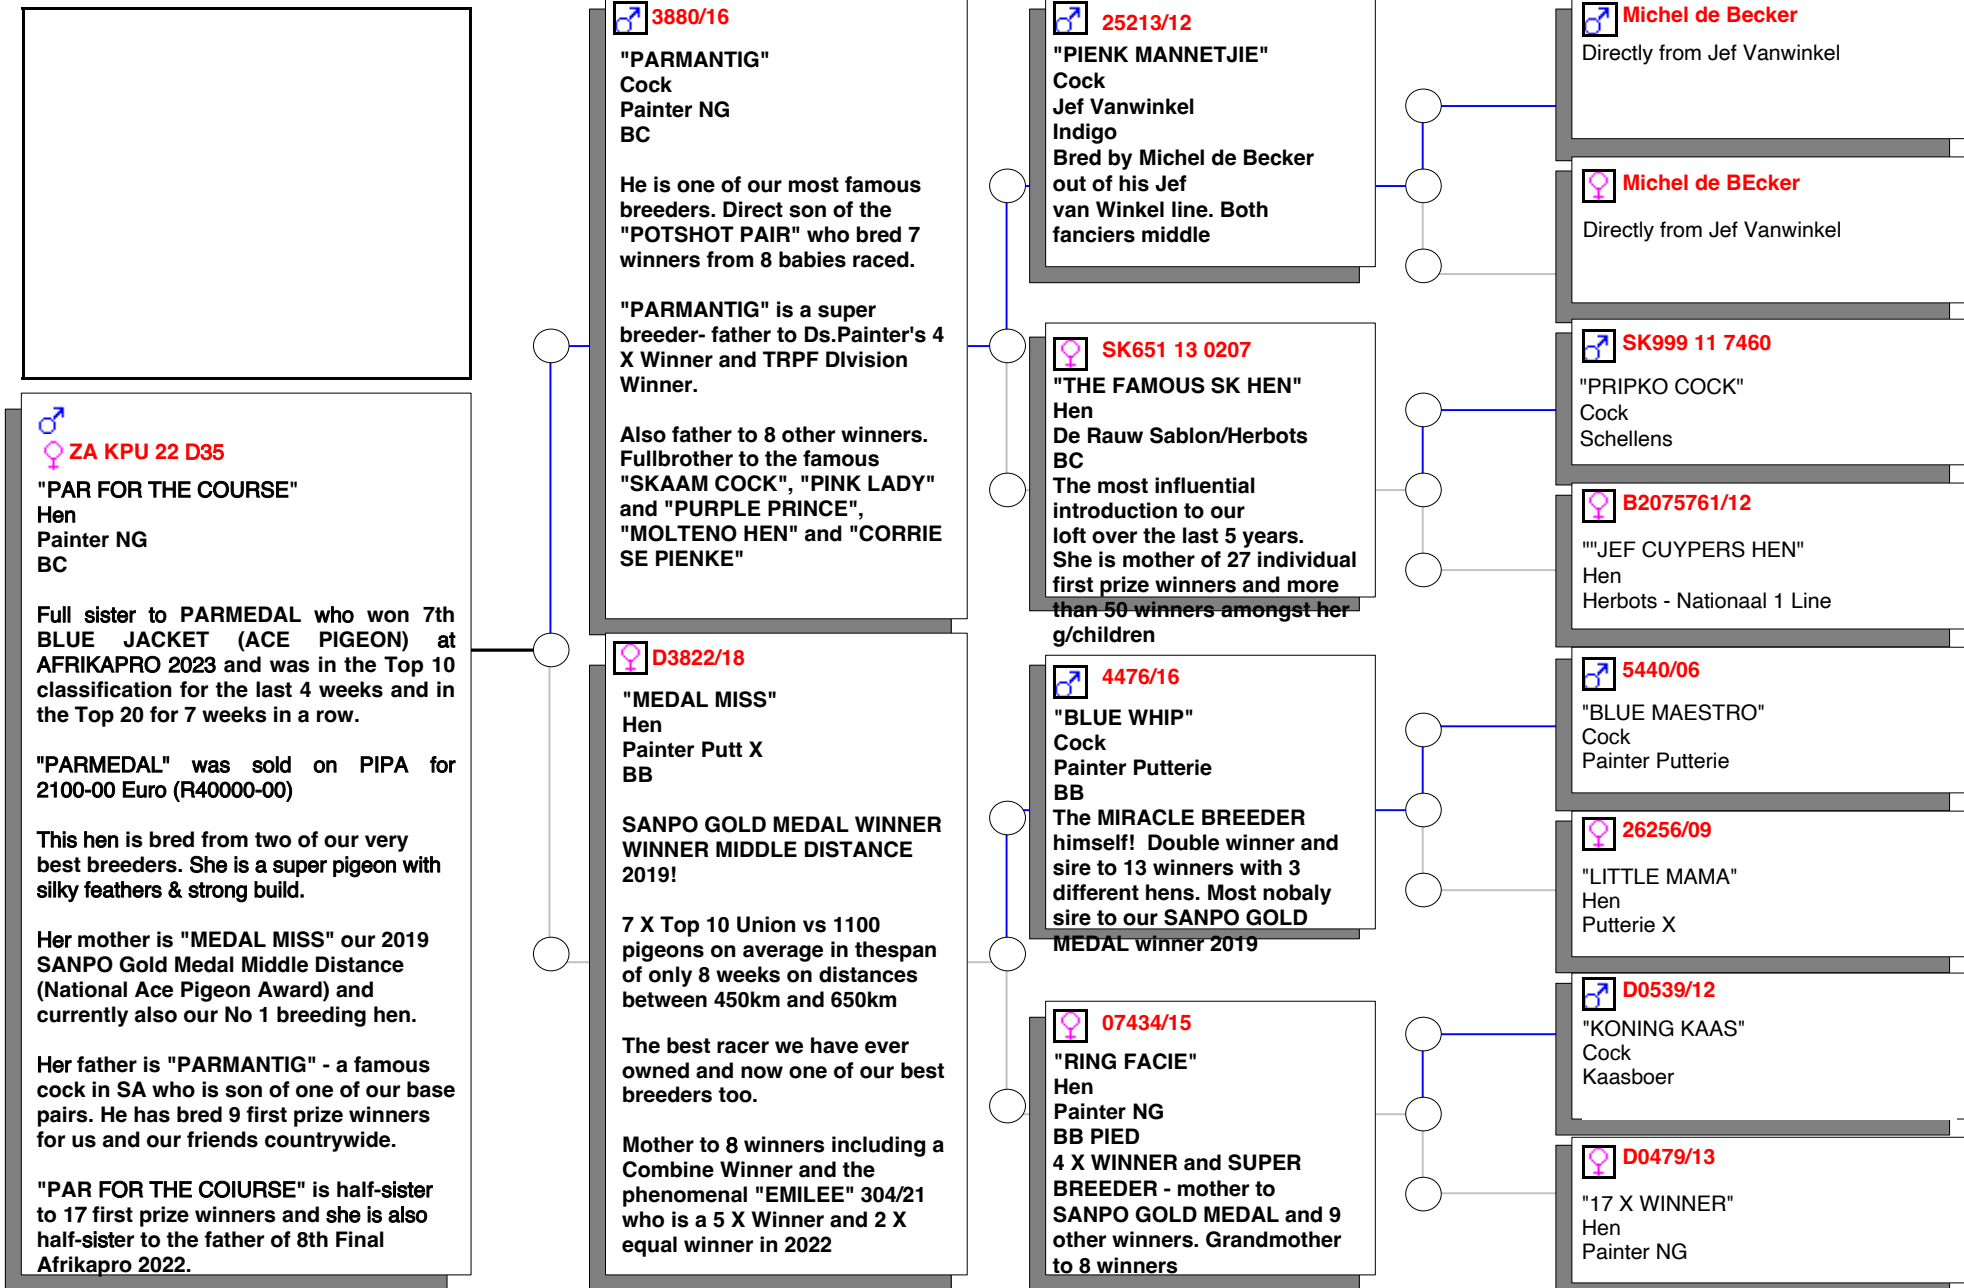 ZA KPU 22 D35
"PAR FOR THE COURSE"
Hen
Painter NG
BC
Full sister to PARMEDAL who won 7th
BLUE JACKET (ACE PIGEON) at
AFRIKAPRO 2023 and was in the Top 10
classification for the last 4 weeks and in
the Top 20 for 7 weeks in a row.
"PARMEDAL" was sold on PIPA for
2100-00 Euro (R40000-00)
This hen is bred from two of our very
best breeders. She is a super pigeon with
silky feathers & strong build.
Her mother is "MEDAL MISS" our 2019
SANPO Gold Medal Middle Distance
(National Ace Pigeon Award) and
currently also our No 1 breeding hen.
Her father is "PARMANTIG" - a famous
cock in SA who is son of one of our base
pairs. He has bred 9 first prize winners
for us and our friends countrywide.
"PAR FOR THE COIURSE" is half-sister
to 17 first prize winners and she is also
half-sister to the father of 8th Final
Afrikapro 2022.
3880/16
"PARMANTIG"
Cock
Painter NG
BC
He is one of our most famous
breeders. Direct son of the
"POTSHOT PAIR" who bred 7
winners from 8 babies raced.
"PARMANTIG" is a super
breeder- father to Ds.Painter's 4
X Winner and TRPF DIvision
Winner.
Also father to 8 other winners.
Fullbrother to the famous
"SKAAM COCK", "PINK LADY"
and "PURPLE PRINCE",
"MOLTENO HEN" and "CORRIE
SE PIENKE"
D3822/18
"MEDAL MISS"
Hen
Painter Putt X
BB
SANPO GOLD MEDAL WINNER
WINNER MIDDLE DISTANCE
2019!
7 X Top 10 Union vs 1100
pigeons on average in thespan
of only 8 weeks on distances
between 450km and 650km
The best racer we have ever
owned and now one of our best
breeders too.
Mother to 8 winners including a
Combine Winner and the
phenomenal "EMILEE" 304/21
who is a 5 X Winner and 2 X
equal winner in 2022
25213/12
"PIENK MANNETJIE"
Cock
Jef Vanwinkel
Indigo
Bred by Michel de Becker
out of his Jef
van Winkel line. Both
fanciers middle
SK651 13 0207
"THE FAMOUS SK HEN"
Hen
De Rauw Sablon/Herbots
BC
The most influential
introduction to our
loft over the last 5 years.
She is mother of 27 individual
first prize winners and more
than 50 winners amongst her
g/children
4476/16
"BLUE WHIP"
Cock
Painter Putterie
BB
The MIRACLE BREEDER
himself! Double winner and
sire to 13 winners with 3
different hens. Most nobaly
sire to our SANPO GOLD
MEDAL winner 2019
07434/15
"RING FACIE"
Hen
Painter NG
BB PIED
4 X WINNER and SUPER
BREEDER - mother to
SANPO GOLD MEDAL and 9
other winners. Grandmother
to 8 winners
Michel de Becker
Directly from Jef Vanwinkel
Michel de BEcker
Directly from Jef Vanwinkel
SK999 11 7460
"PRIPKO COCK"
Cock
Schellens
B2075761/12
""JEF CUYPERS HEN"
Hen
Herbots - Nationaal 1 Line
5440/06
"BLUE MAESTRO"
Cock
Painter Putterie
26256/09
"LITTLE MAMA"
Hen
Putterie X
D0539/12
"KONING KAAS"
Cock
Kaasboer
D0479/13
"17 X WINNER"
Hen
Painter NG